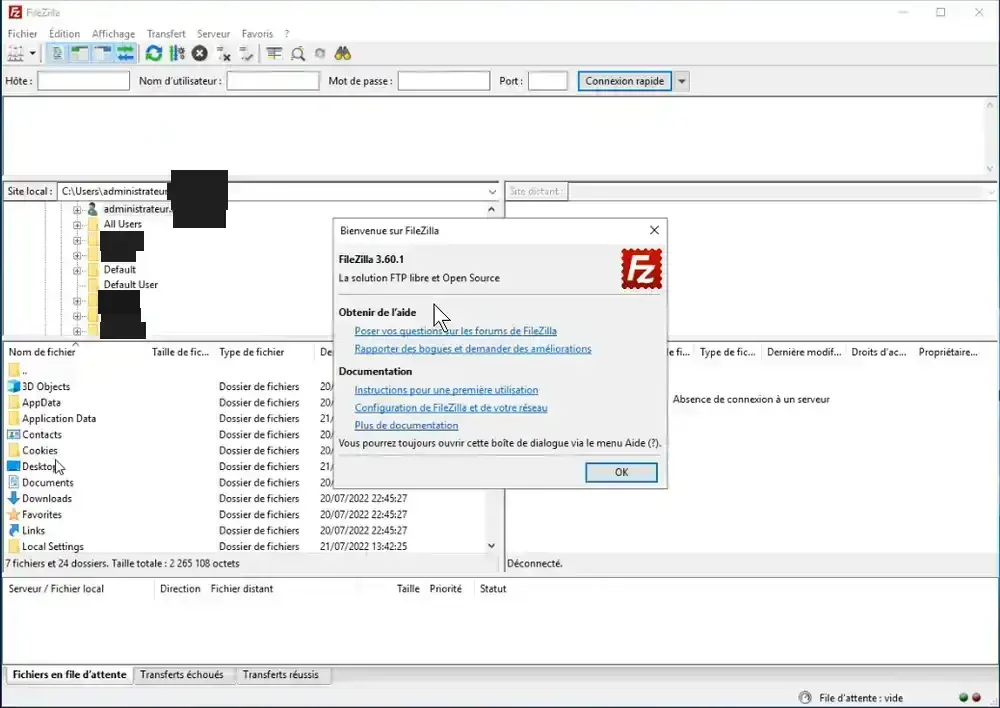 FileZilla
Fichier Édition Affichage Transfert Serveur Favoris ?
Hôte : Nom d'utilisateur : Mot de passe : Port : Connexion rapide
Site local : C:\Users\administrateur
Site distant :
administrateur.
All Users
Default
Default User
Bienvenue sur FileZilla
FileZilla 3.60.1
La solution FTP libre et Open Source
Fz
Obtenir de l'aide
Poser vos questions sur les forums de FileZilla
Rapporter des bogues et demander des améliorations
Documentation
Instructions pour une première utilisation
Configuration de FileZilla et de votre réseau
Plus de documentation
Vous pourrez toujours ouvrir cette boîte de dialogue via le menu Aide (?).
OK
Nom de fichier Taille de fic... Type de fichier
..
3D Objects Dossier de fichiers
AppData Dossier de fichiers
Application Data Dossier de fichiers
Contacts Dossier de fichiers
Cookies Dossier de fichiers
Desktop Dossier de fichiers
Documents Dossier de fichiers
Downloads Dossier de fichiers 20/07/2022 22:45:27
Favorites Dossier de fichiers 20/07/2022 22:45:27
Links Dossier de fichiers 20/07/2022 22:45:27
Local Settings Dossier de fichiers 21/07/2022 13:42:25
7 fichiers et 24 dossiers. Taille totale : 2 265 108 octets
Type de fic... Dernière modif... Droits d'ac... Propriétaire...
Absence de connexion à un serveur
Déconnecté.
Serveur / Fichier local Direction Fichier distant Taille Priorité Statut
Fichiers en file d'attente Transferts échoués Transferts réussis
File d'attente : vide